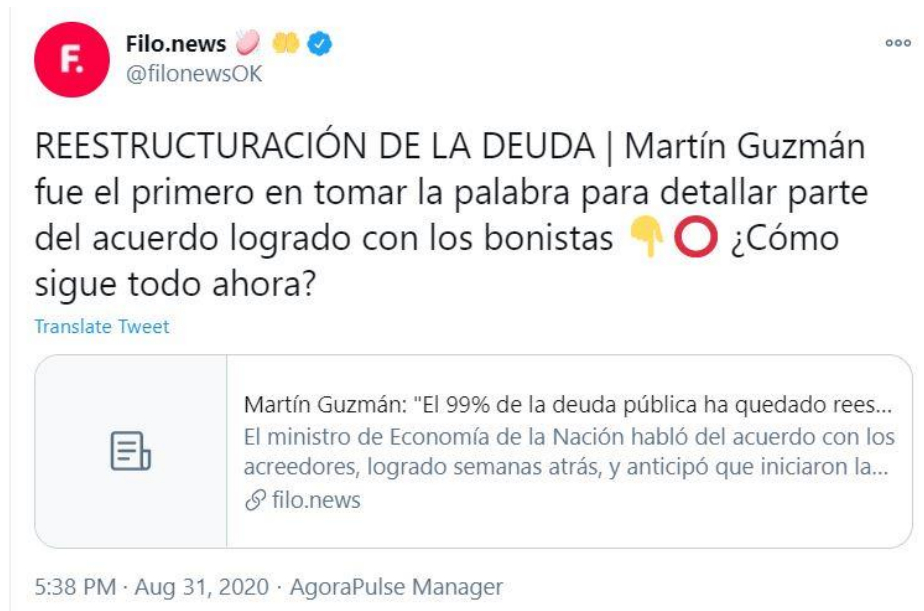 F.
Filo.news
@filonewsOK
REESTRUCTURACIÓN DE LA DEUDA | Martín Guzmán
fue el primero en tomar la palabra para detallar parte
del acuerdo logrado con los bonistas 👇⭕ ¿Cómo
sigue todo ahora?
Translate Tweet
Martín Guzmán: "El 99% de la deuda pública ha quedado rees...
El ministro de Economía de la Nación habló del acuerdo con los
acreedores, logrado semanas atrás, y anticipó que iniciaron la...
filo.news
5:38 PM · Aug 31, 2020 · AgoraPulse Manager